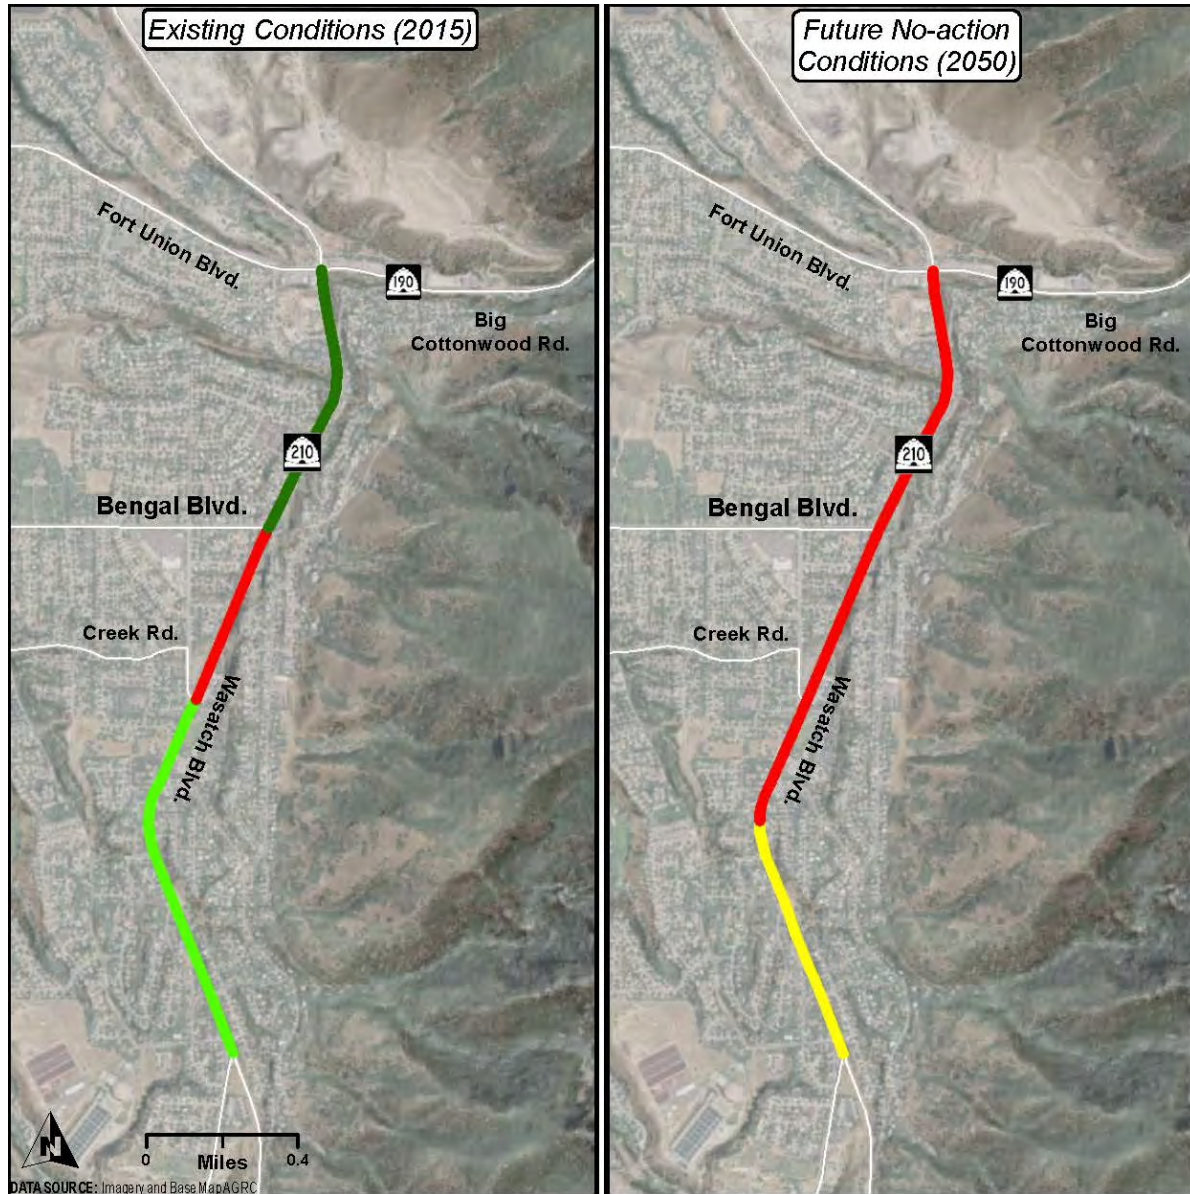 Existing Conditions (2015)
Fort Union Blvd.
190
Big
Cottonwood Rd.
210
Bengal Blvd.
Creek Rd.
Wasatch Blvd.
N
0
Miles
0.4
DATA SOURCE: Imagery and Base Map AGRC
Future No-action
Conditions (2050)
Fort Union Blvd.
190
Big
Cottonwood Rd.
210
Bengal Blvd.
Creek Rd.
Wasatch Blvd.